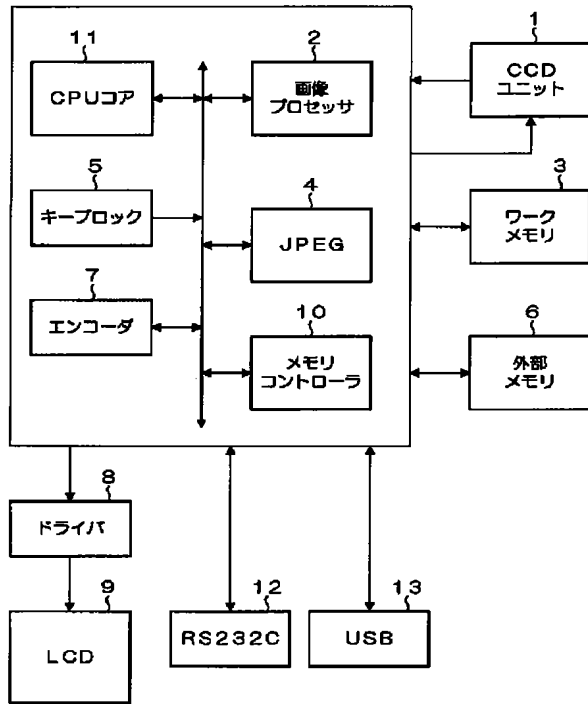 11
CPUコア
2
画像
プロセッサ
1
CCD
ユニット
5
キーブロック
4
JPEG
3
ワーク
メモリ
7
エンコーダ
10
メモリ
コントローラ
6
外部
メモリ
8
ドライバ
9
LCD
12
RS232C
13
USB